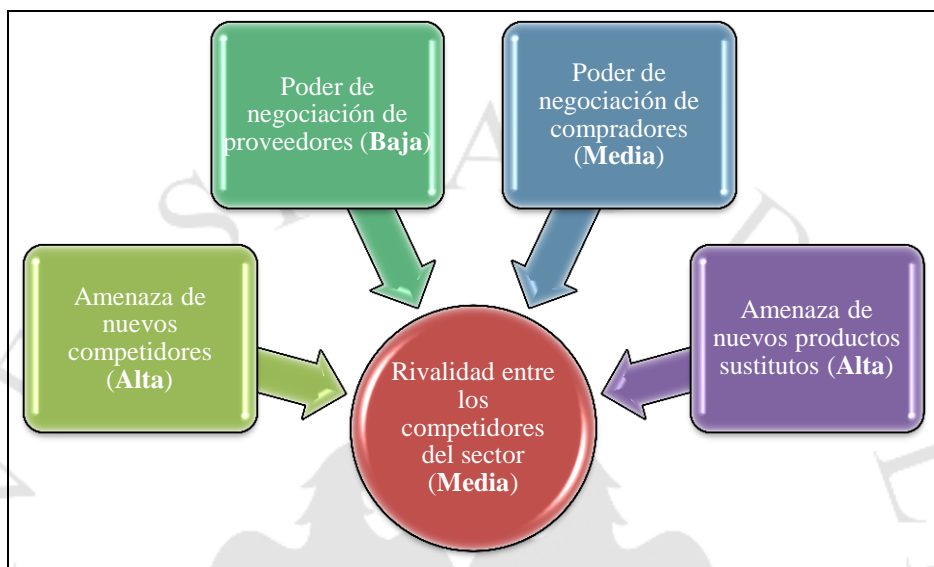 Poder de
negociación de
proveedores (Baja)
Poder de
negociación de
compradores
(Media)
Amenaza de
nuevos
competidores
(Alta)
Rivalidad entre
los
competidores
del sector
(Media)
Amenaza de
nuevos productos
sustitutos (Alta)